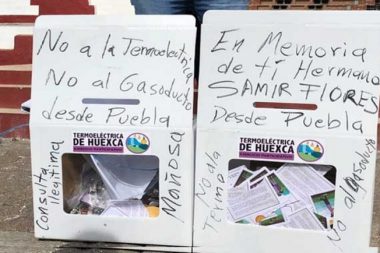 No a la Termoeléctrica
No al Gasoducto
desde Puebla
TERMOELÉCTRICA
DE HUEXCA
Consulta
ilegítima
Mañosa
En Memoria
de ti Hermano
SAMIR FLORES
Desde Puebla
TERMOELÉCTRICA
DE HUEXCA
No a la
Termo
No al gasoducto